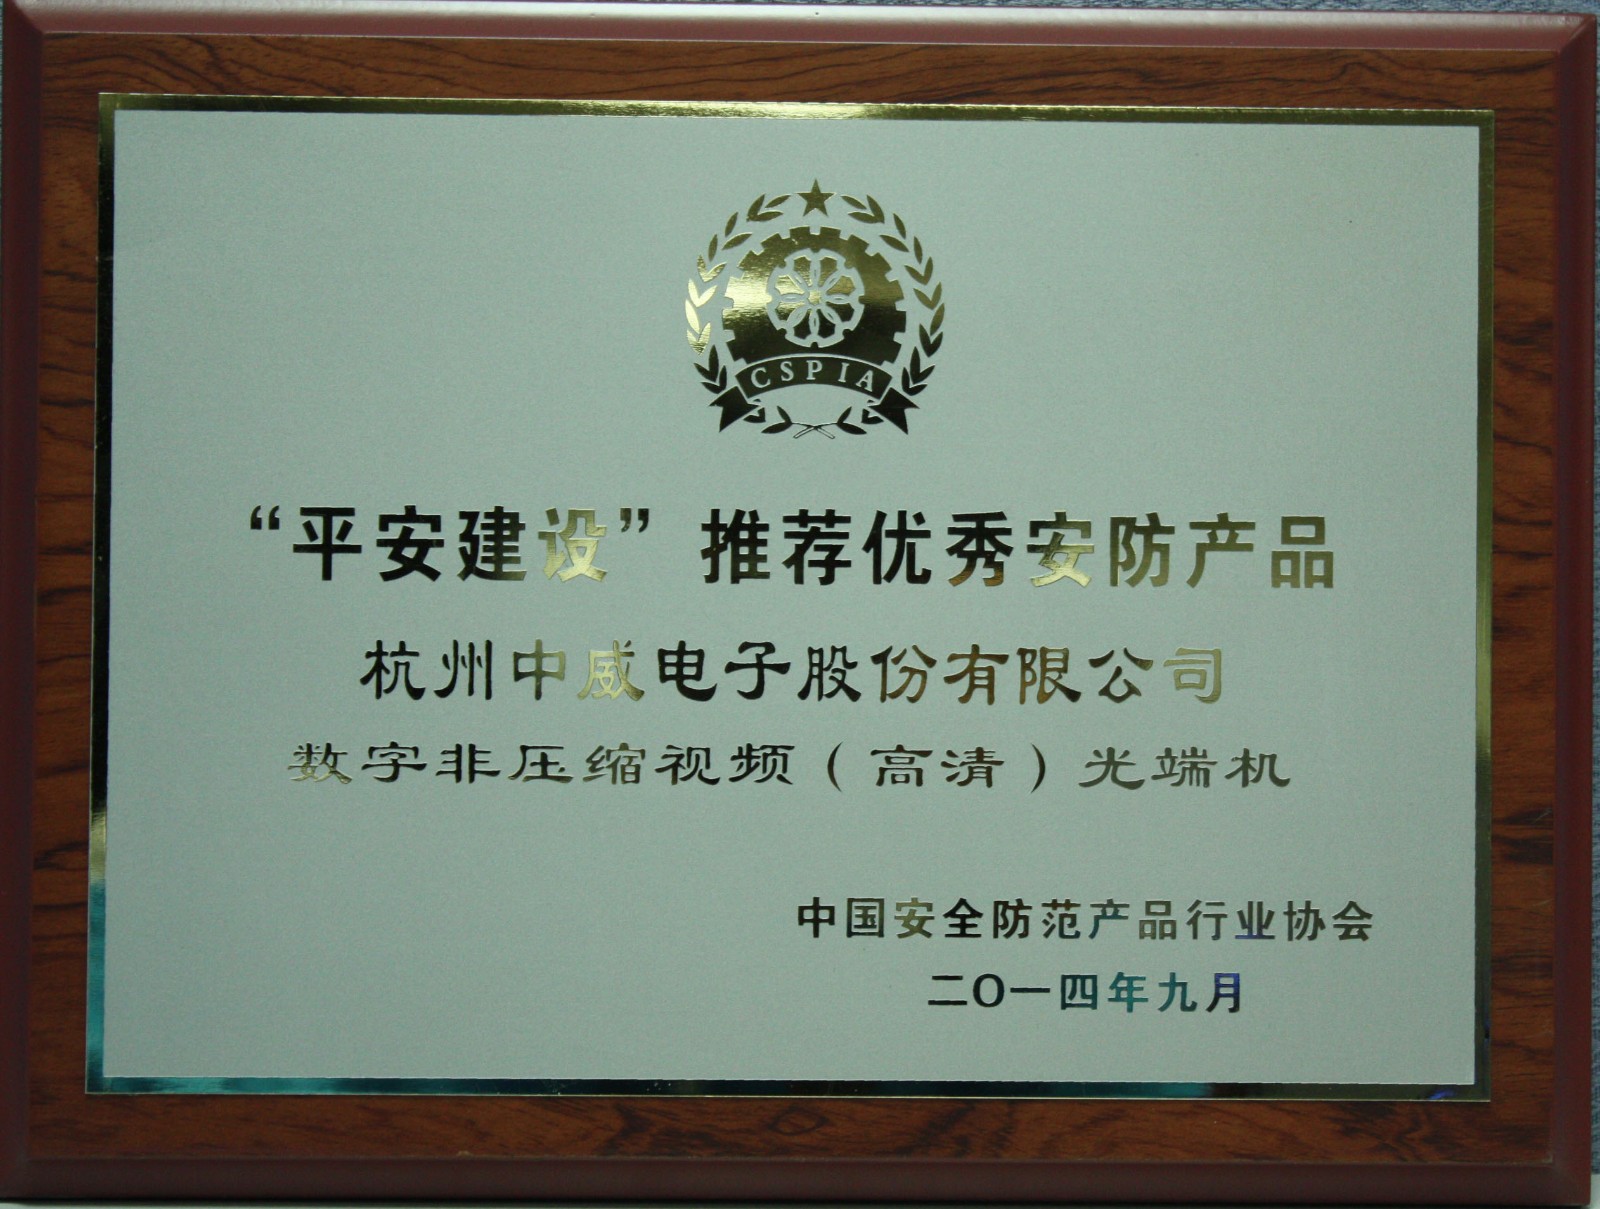 CSPIA
“平安建设”推荐优秀安防产品
杭州中威电子股份有限公司
数字非压缩视频（高清）光端机
中国安全防范产品行业协会
二〇一四年九月